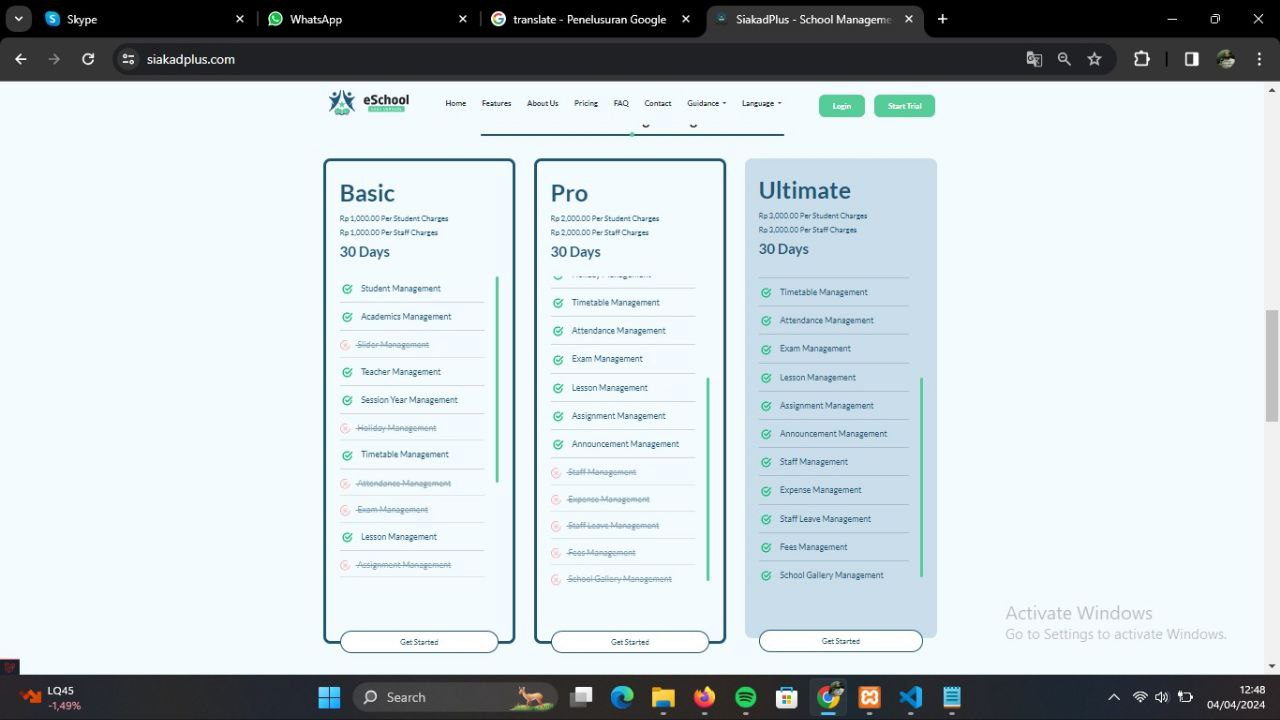 Skype
WhatsApp
translate - Penelusuran Google
SiakadPlus - School Manageme
siakadplus.com
eSchool
Home
Features
About Us
Pricing
FAQ
Contact
Guidance
Language
Login
Start Trial
Basic
Rp 1,000.00 Per Student Charges
Rp 1,000.00 Per Staff Charges
30 Days
Student Management
Academics Management
Slider Management
Teacher Management
Session Year Management
Holiday Management
Timetable Management
Attendance Management
Exam Management
Lesson Management
Assignment Management
Get Started
Pro
Rp 2,000.00 Per Student Charges
Rp 2,000.00 Per Staff Charges
30 Days
Timetable Management
Attendance Management
Exam Management
Lesson Management
Assignment Management
Announcement Management
Staff Management
Expense Management
Staff Leave Management
Fees Management
School Gallery Management
Get Started
Ultimate
Rp 3,000.00 Per Student Charges
Rp 3,000.00 Per Staff Charges
30 Days
Timetable Management
Attendance Management
Exam Management
Lesson Management
Assignment Management
Announcement Management
Staff Management
Expense Management
Staff Leave Management
Fees Management
School Gallery Management
Get Started
Activate Windows
Go to Settings to activate Windows.
LQ45
-1,49%
Search
12:48
04/04/2024